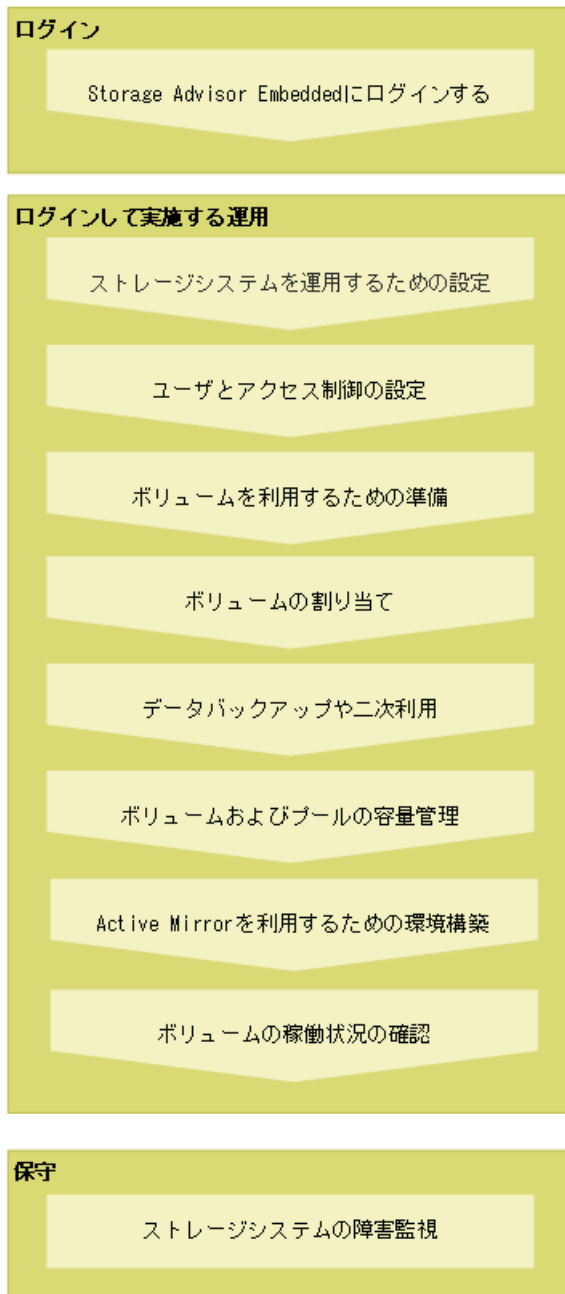 ログイン
Storage Advisor Embeddedにログインする
ログインして実施する運用
ストレージシステムを運用するための設定
ユーザとアクセス制御の設定
ボリュームを利用するための準備
ボリュームの割り当て
データバックアップや二次利用
ボリュームおよびプールの容量管理
Active Mirrorを利用するための環境構築
ボリュームの稼働状況の確認
保守
ストレージシステムの障害監視